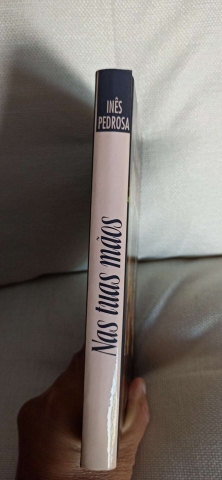 INÊS
PEDROSA
Nas tuas mãos